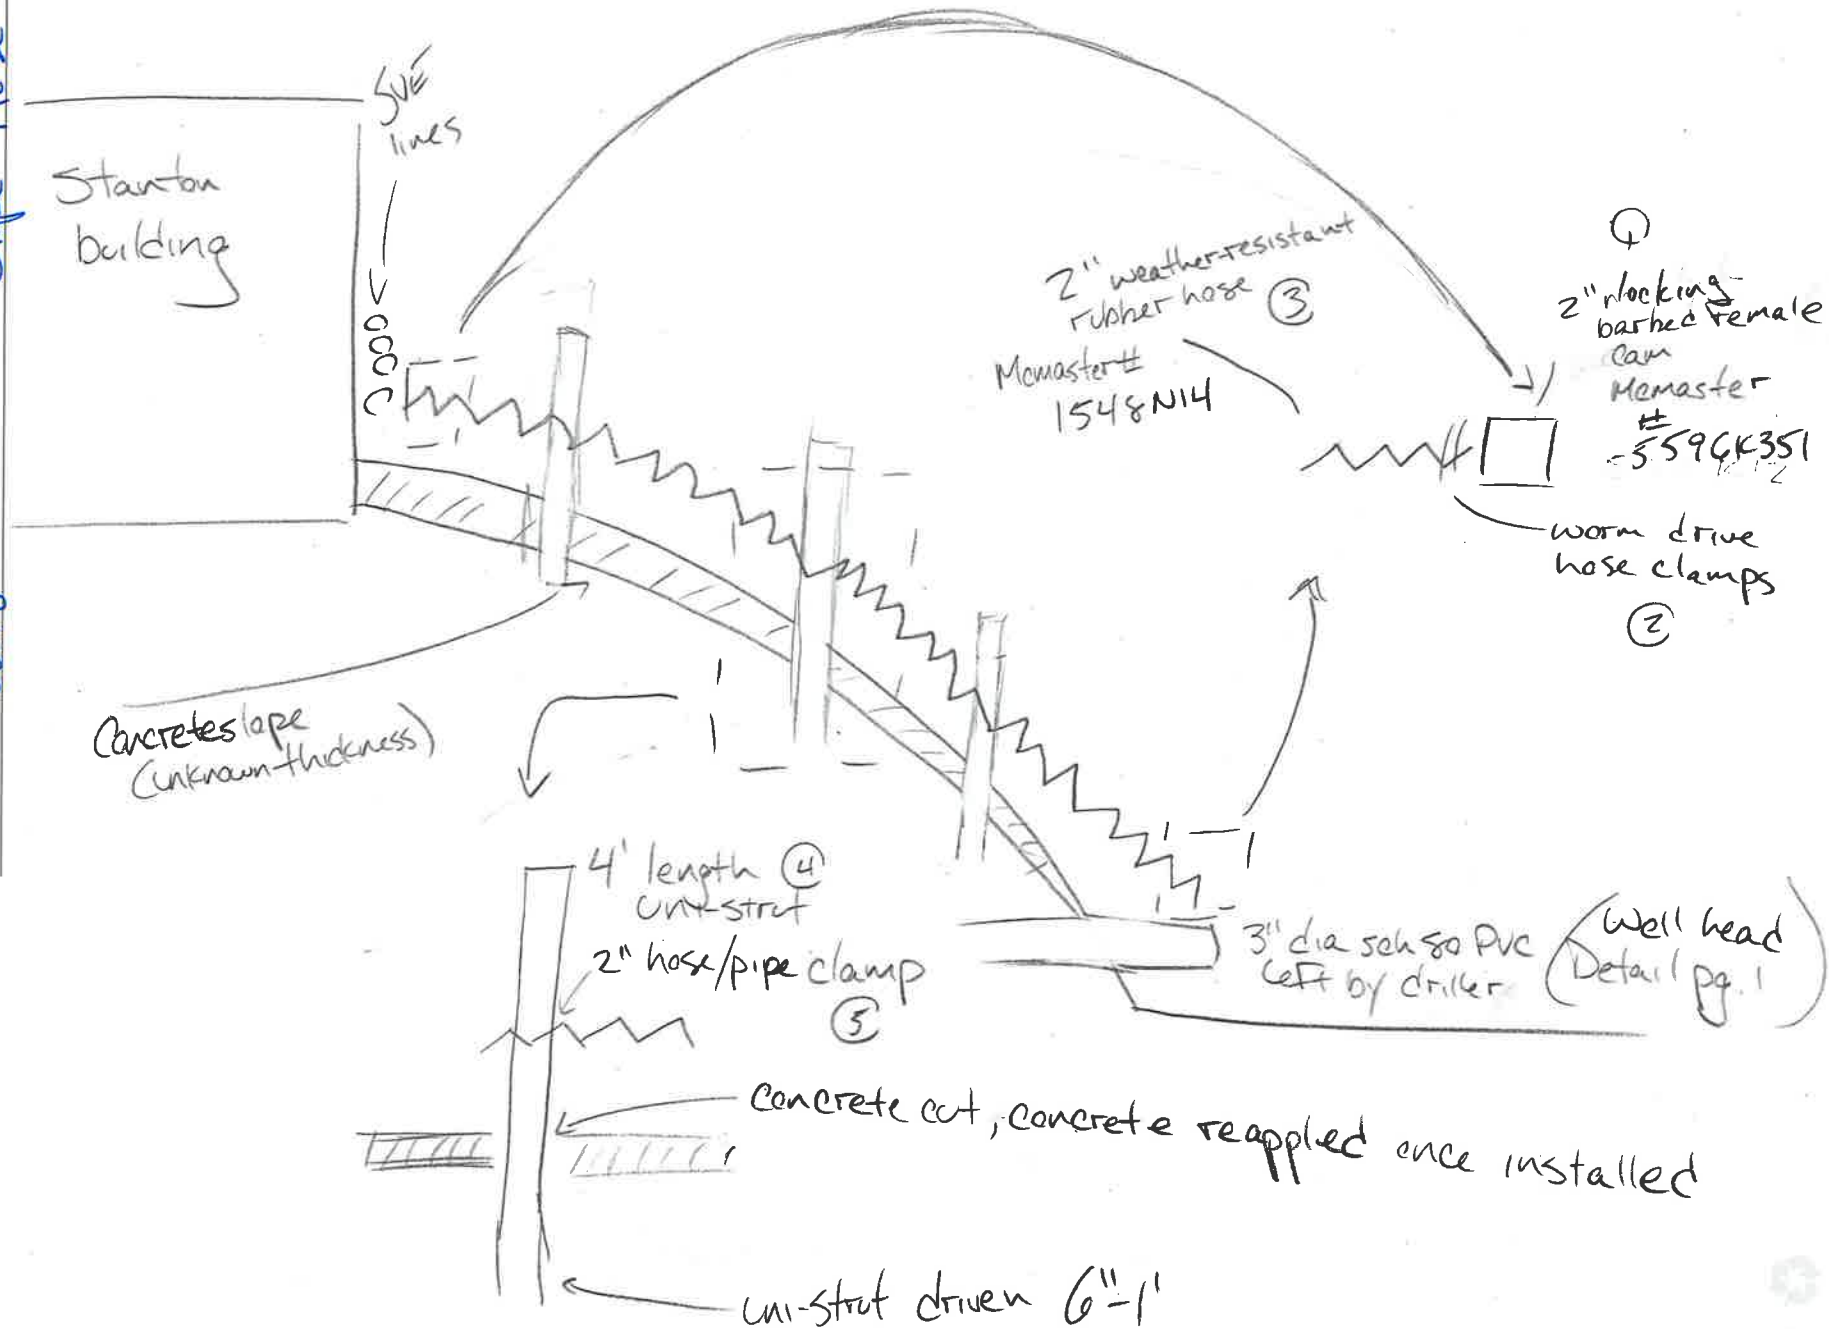 SVE
lines
Stanton
building
2" weather-resistant
rubber hose ③
Mcmaster#
1548N14
①
2" locking
barbed female
cam
Mcmaster
#
worm drive
hose clamps
②
Concrete slope
(unknown thickness)
4' length ④
uni-strut
2" hose/pipe clamp
⑤
3" dia sch 80 PVC
left by driller
(Well head
Detail pg. 1)
Concrete cut, concrete reappled once installed
uni-strut driven 6"-1'